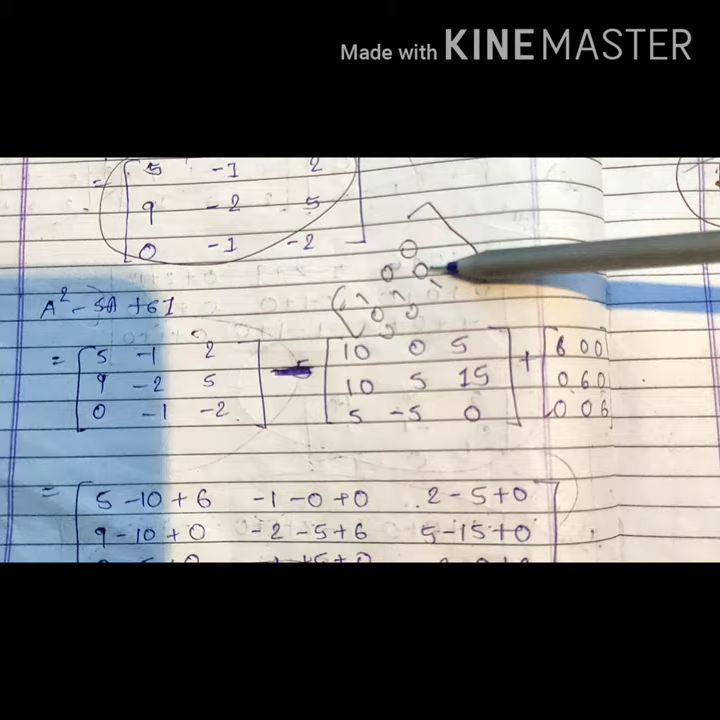 Made with KINEMASTER
= [ 5 -1 2
9 -2 5
0 -1 -2 ]
A² - 5A + 6I
= [ 5 -1 2 ] - [ 10 0 5 ] + [ 6 0 0 ]
[ 9 -2 5 ] [ 10 5 15 ] [ 0 6 0 ]
[ 0 -1 -2 ] [ 5 -5 0 ] [ 0 0 6 ]
= [ 5 -10 + 6 -1 -0 +0 2 - 5 + 0
9 - 10 + 0 -2 -5 +6 5 -15 + 0